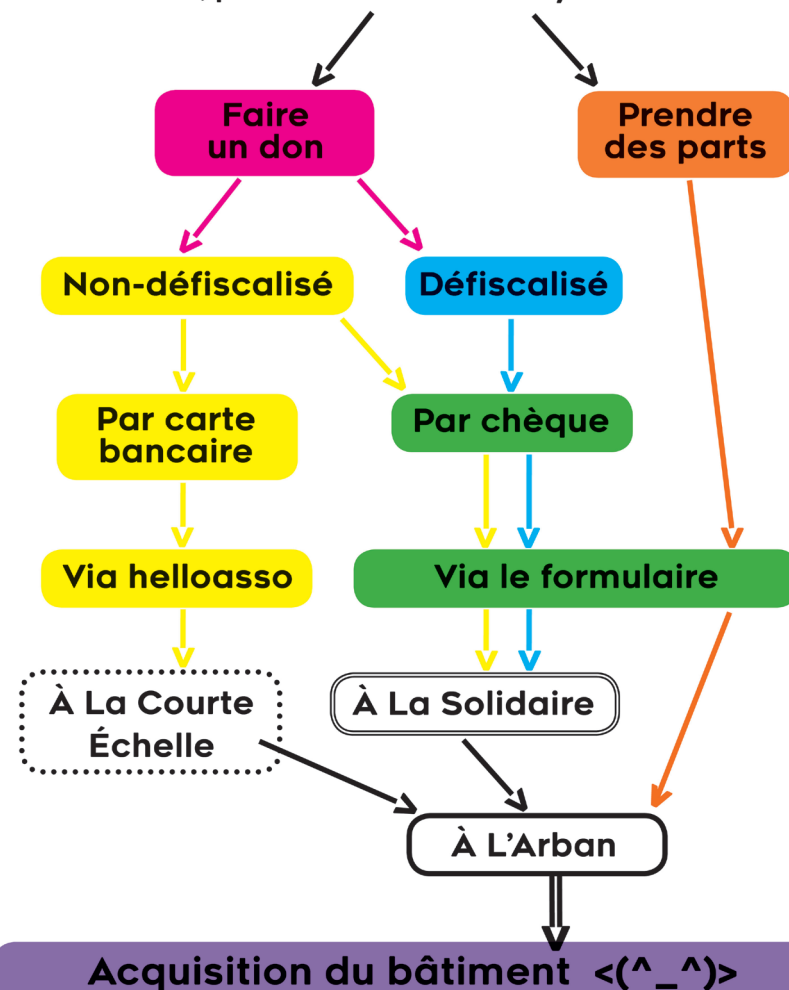 Faire
un don
Prendre
des parts
Non-défiscalisé
Défiscalisé
Par carte
bancaire
Par chèque
Via helloasso
Via le formulaire
À La Courte
Échelle
À La Solidaire
À L'Arban
Acquisition du bâtiment <(^_^)>